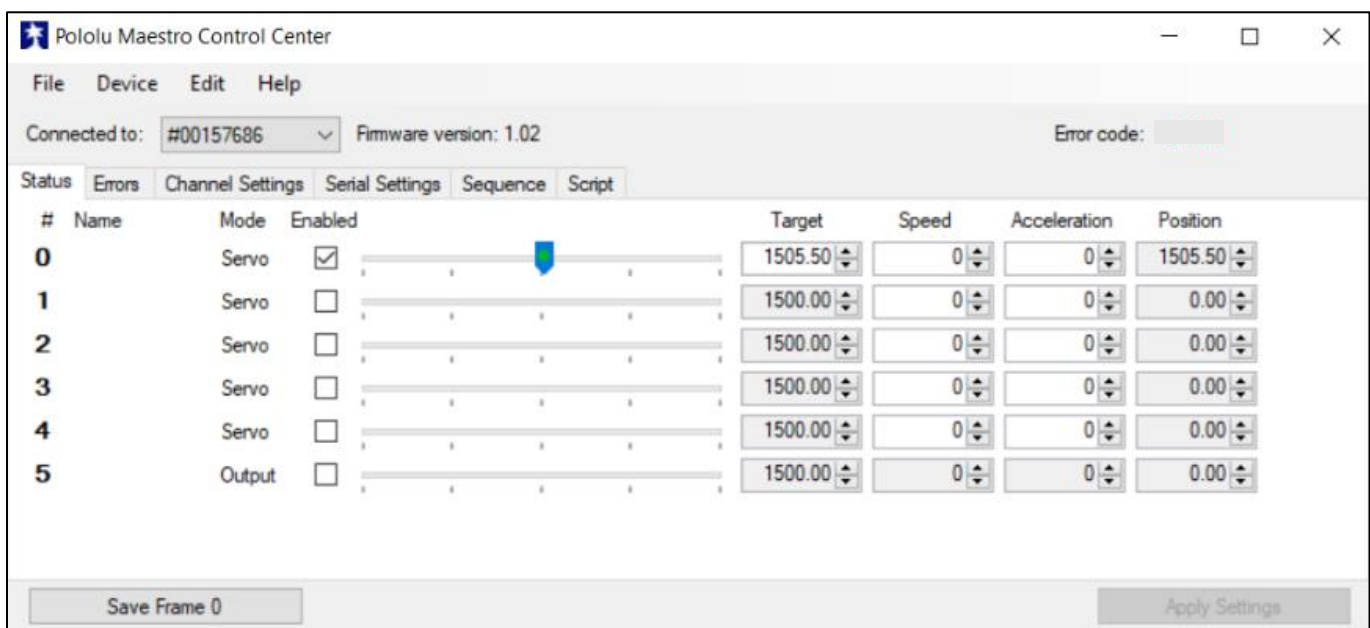 Pololu Maestro Control Center
File Device Edit Help
Connected to: #00157686 Firmware version: 1.02 Error code:
Status Errors Channel Settings Serial Settings Sequence Script
# Name Mode Enabled Target Speed Acceleration Position
0 Servo 1505.50 0 0 1505.50
1 Servo 1500.00 0 0 0.00
2 Servo 1500.00 0 0 0.00
3 Servo 1500.00 0 0 0.00
4 Servo 1500.00 0 0 0.00
5 Output 1500.00 0 0 0.00
Save Frame 0 Apply Settings